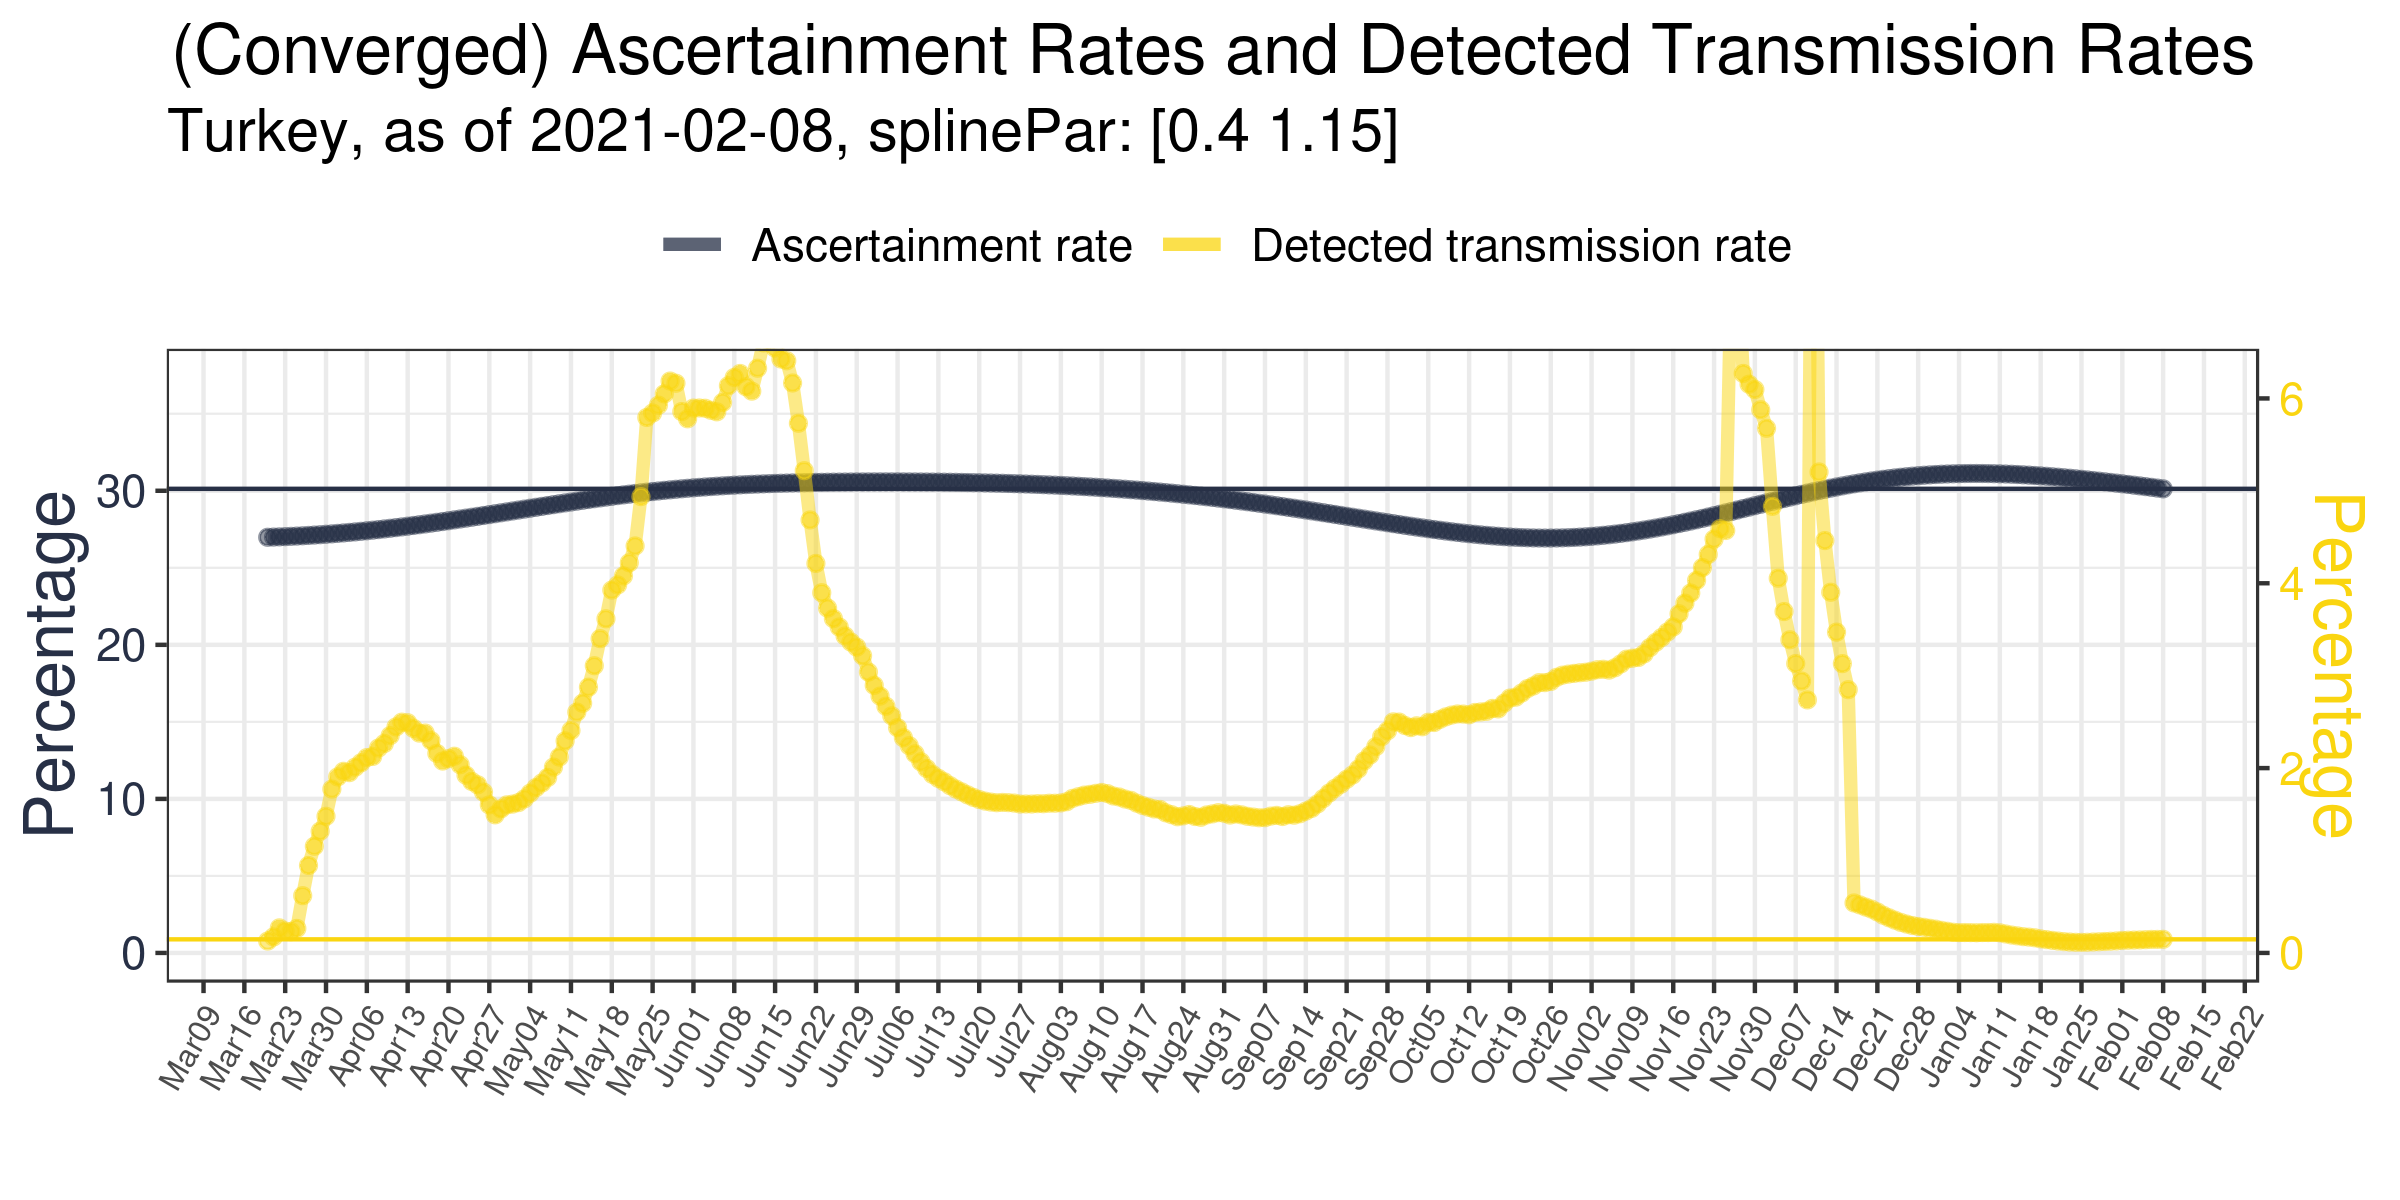 (Converged) Ascertainment Rates and Detected Transmission Rates
Turkey, as of 2021-02-08, splinePar: [0.4 1.15]
Ascertainment rate Detected transmission rate
Percentage
30
20
10
0
6
4
2
0
Percentage
Mar09 Mar16 Mar23 Mar30 Apr06 Apr13 Apr20 Apr27 May04 May11 May18 May25 Jun01 Jun08 Jun15 Jun22 Jun29 Jul06 Jul13 Jul20 Jul27 Aug03 Aug10 Aug17 Aug24 Aug31 Sep07 Sep14 Sep21 Sep28 Oct05 Oct12 Oct19 Oct26 Nov02 Nov09 Nov16 Nov23 Nov30 Dec07 Dec14 Dec21 Dec28 Jan04 Jan11 Jan18 Jan25 Feb01 Feb08 Feb15 Feb22